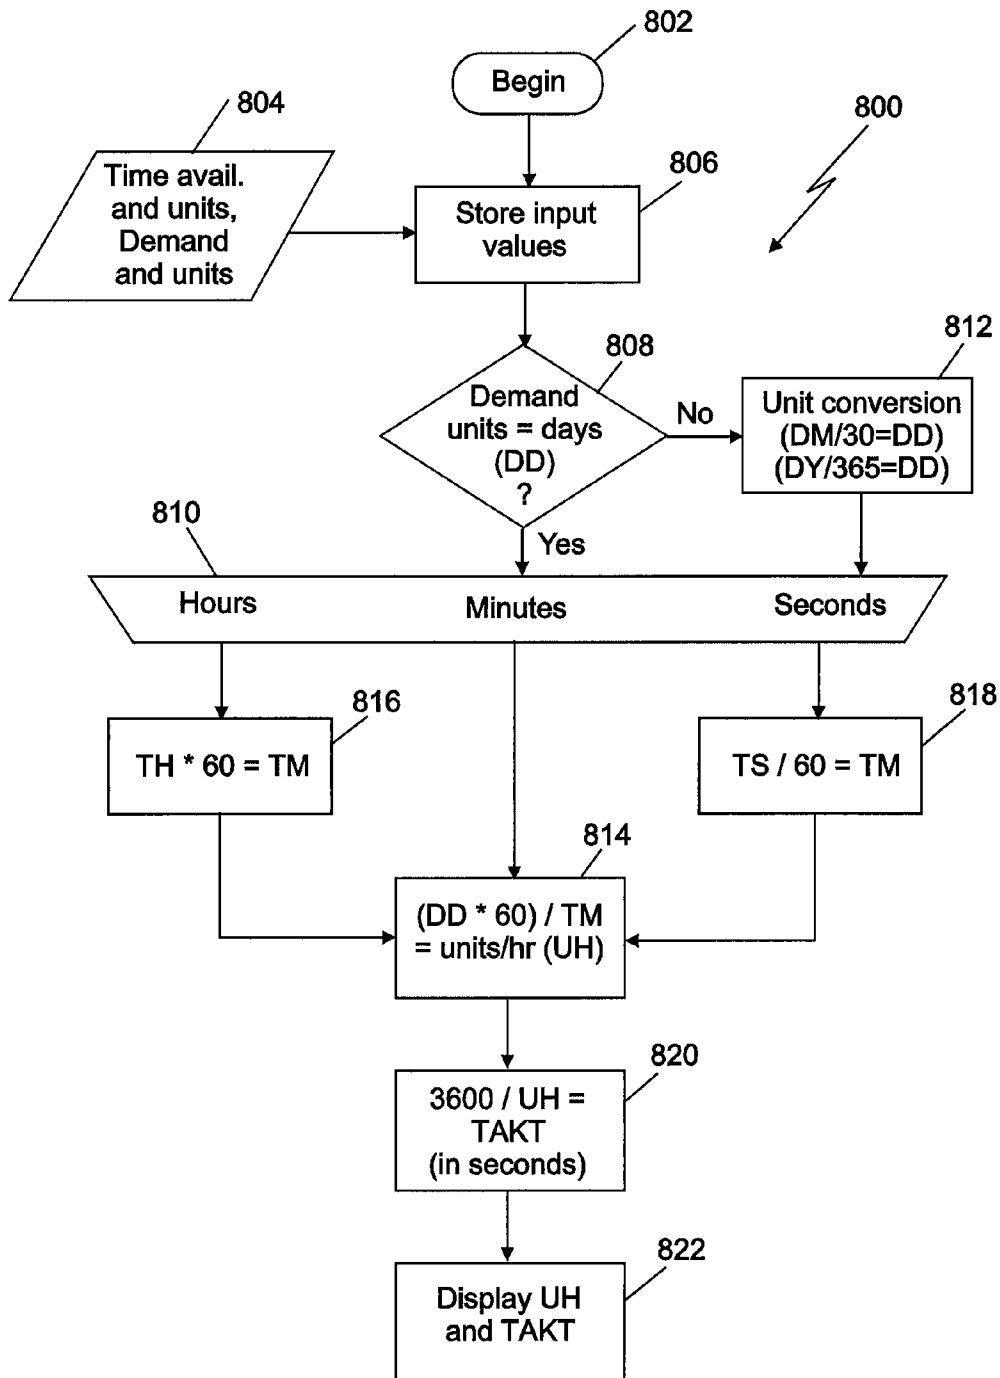 802
Begin
804
800
Time avail.
and units,
Demand
and units
806
Store input
values
808
812
Demand
units = days
(DD)
?
No
Unit conversion
(DM/30=DD)
(DY/365=DD)
810
Yes
Hours
Minutes
Seconds
816
818
TH * 60 = TM
TS / 60 = TM
814
(DD * 60) / TM
= units/hr (UH)
820
3600 / UH =
TAKT
(in seconds)
822
Display UH
and TAKT